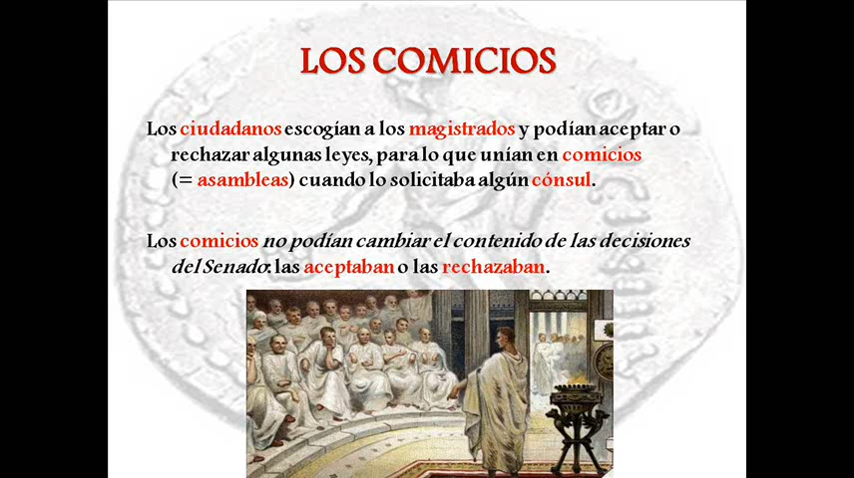 LOS COMICIOS
Los ciudadanos escogían a los magistrados y podían aceptar o
rechazar algunas leyes, para lo que unían en comicios
(= asambleas) cuando lo solicitaba algún cónsul.
Los comicios no podían cambiar el contenido de las decisiones
del Senado: las aceptaban o las rechazaban.